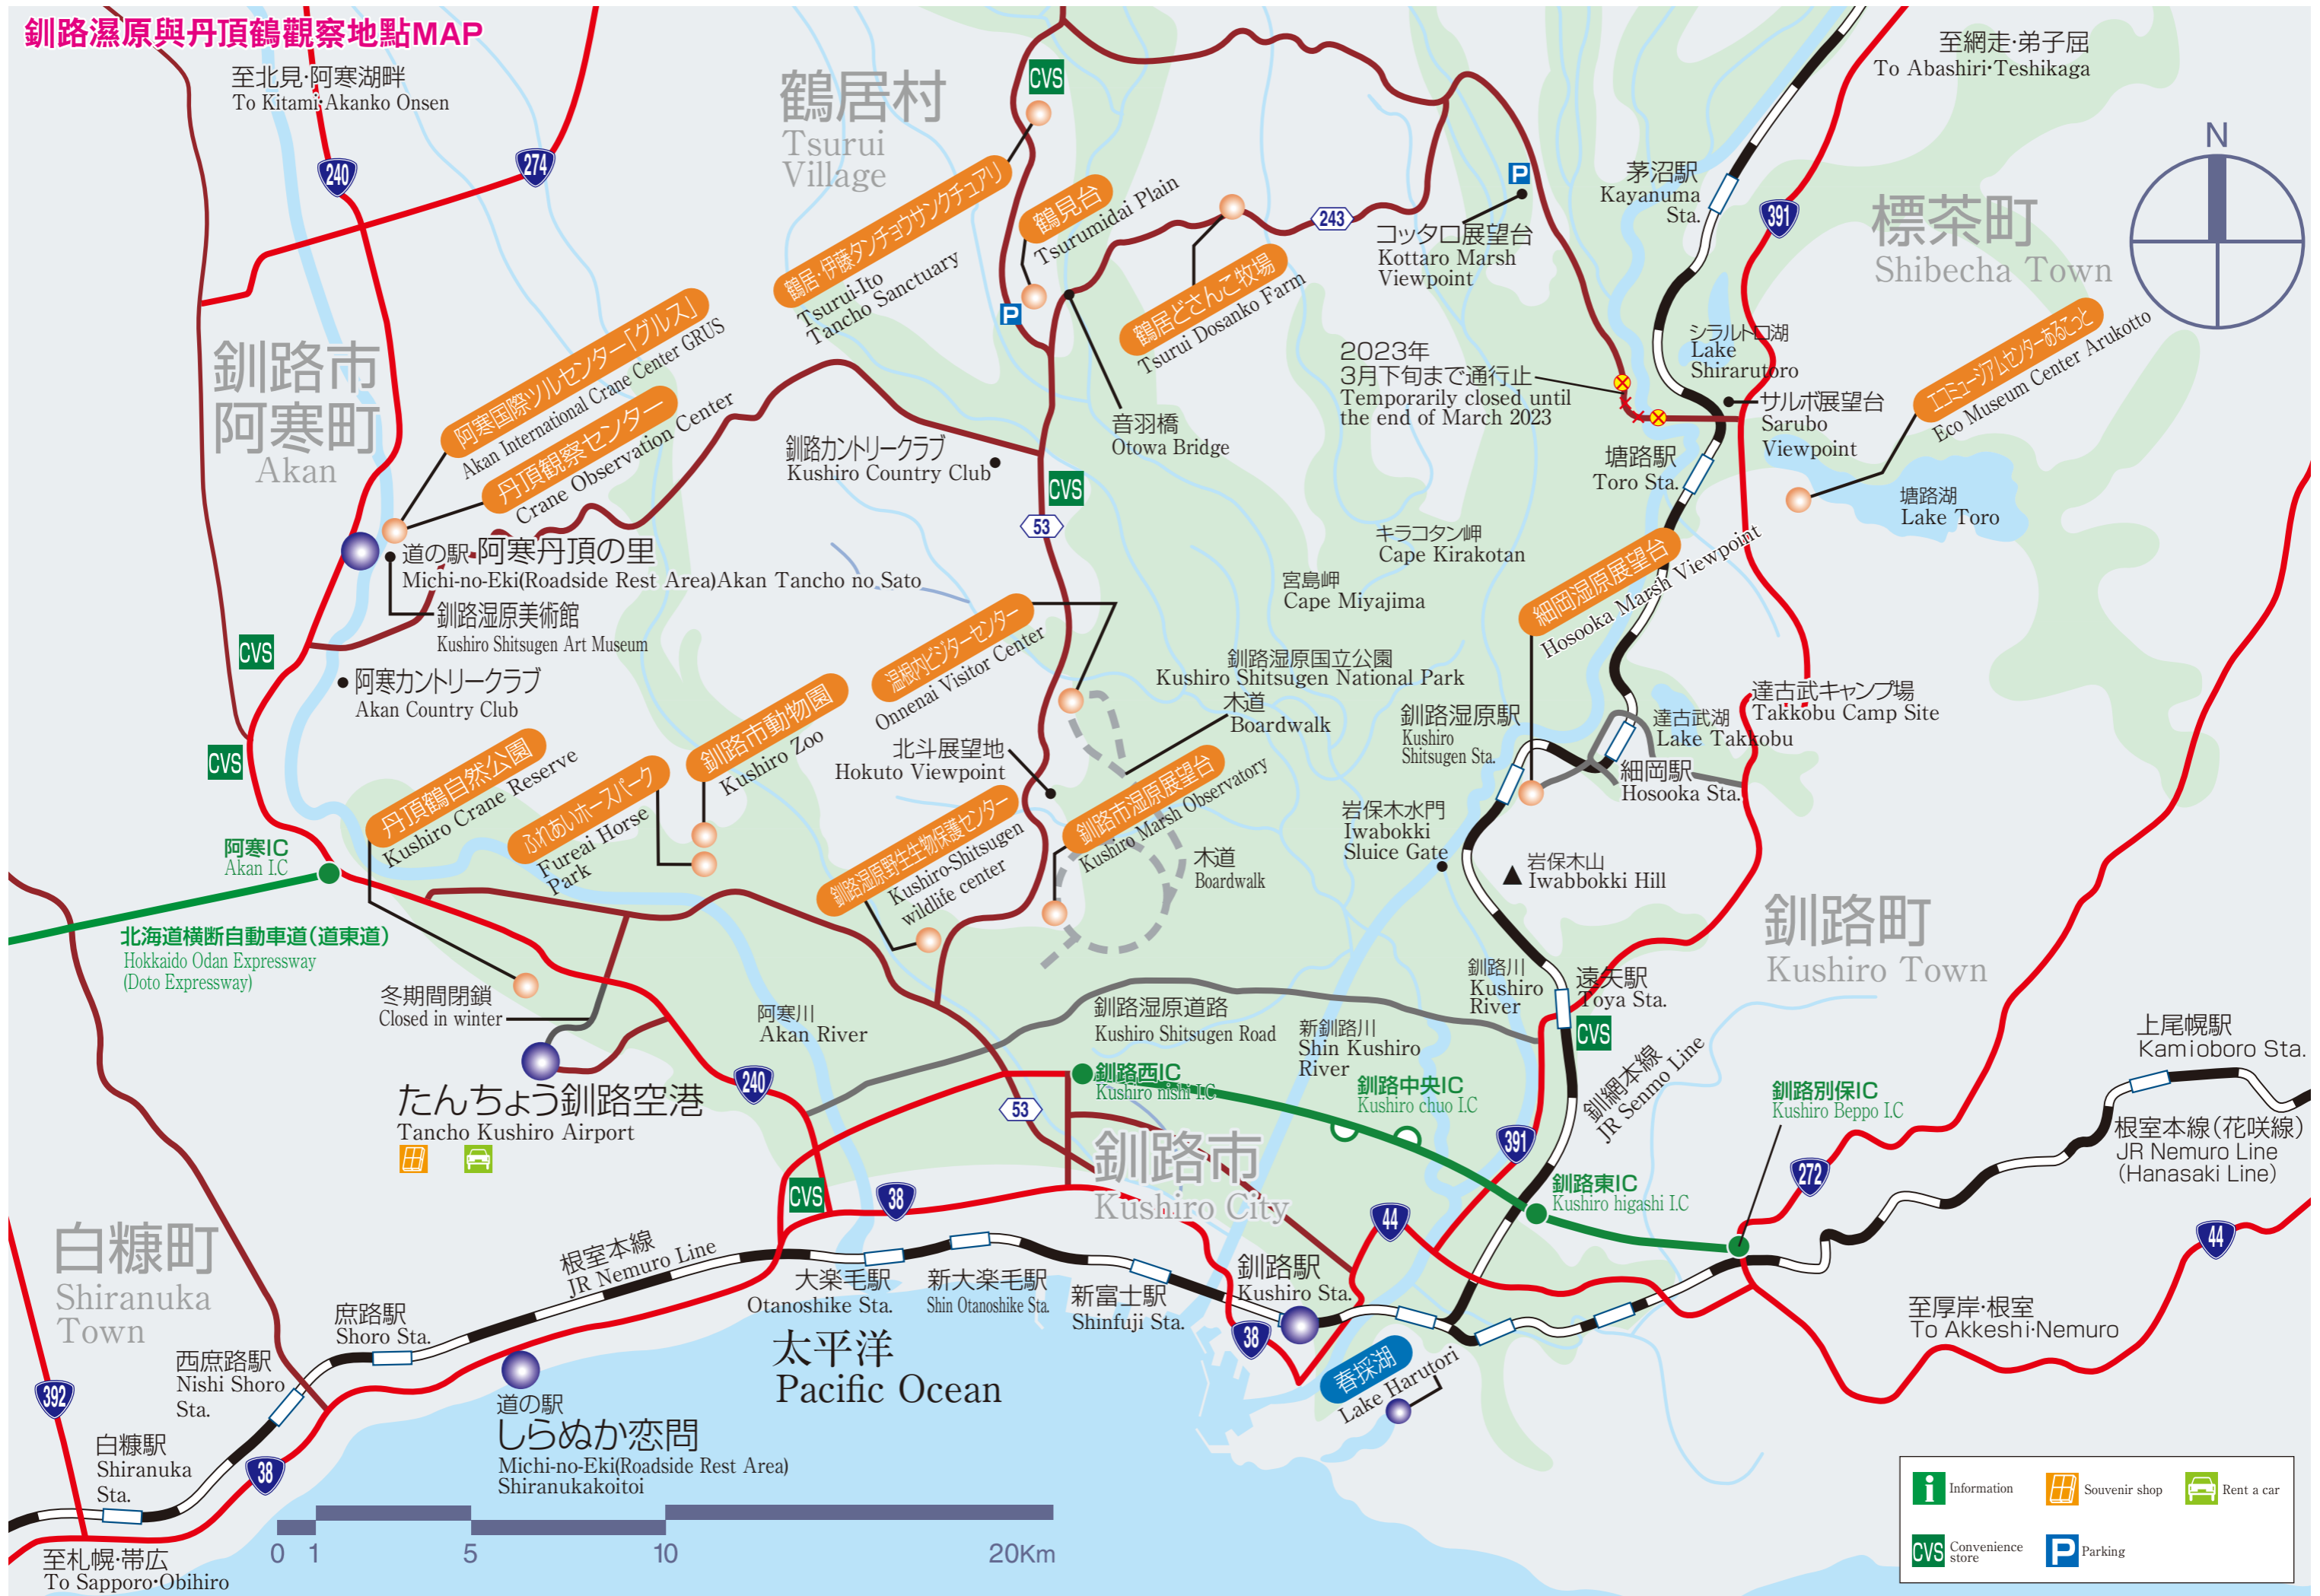 釧路濕原與丹頂鶴觀察地點MAP
至北見・阿寒湖畔
To Kitami・Akanko Onsen
240
274
鶴居村
Tsurui
Village
CVS
鶴居・伊藤タンチョウサンクチュアリ
Tsurui-Ito
Tancho Sanctuary
鶴見台
Tsurumidai Plain
P
鶴居どさんこ牧場
Tsurui Dosanko Farm
243
P
コッタロ展望台
Kottaro Marsh
Viewpoint
茅沼駅
Kayanuma
Sta.
至網走・弟子屈
To Abashiri・Teshikaga
391
標茶町
Shibecha Town
N
釧路市
阿寒町
Akan
阿寒国際ツルセンター「グルス」
Akan International Crane Center GRUS
丹頂観察センター
Crane Observation Center
道の駅・阿寒丹頂の里
Michi-no-Eki(Roadside Rest Area)Akan Tancho no Sato
釧路湿原美術館
Kushiro Shitsugen Art Museum
CVS
阿寒カントリークラブ
Akan Country Club
CVS
釧路カントリークラブ
Kushiro Country Club
CVS
53
音羽橋
Otowa Bridge
2023年
3月下旬まで通行止
Temporarily closed until
the end of March 2023
シラルトロ湖
Lake
Shirarutoro
サルボ展望台
Sarubo
Viewpoint
エコミュージアムセンターあるこっと
Eco Museum Center Arukotto
塘路駅
Toro Sta.
塘路湖
Lake Toro
キラコタン岬
Cape Kirakotan
宮島岬
Cape Miyajima
細岡湿原展望台
Hosooka Marsh Viewpoint
温根内ビジターセンター
Onnenai Visitor Center
釧路湿原国立公園
Kushiro Shitsugen National Park
木道
Boardwalk
釧路湿原駅
Kushiro
Shitsugen Sta.
達古武湖
Lake Takkobu
達古武キャンプ場
Takkobu Camp Site
細岡駅
Hosooka Sta.
北斗展望地
Hokuto Viewpoint
釧路市動物園
Kushiro Zoo
ふれあいホースパーク
Fureai Horse
Park
丹頂鶴自然公園
Kushiro Crane Reserve
釧路湿原野生生物保護センター
Kushiro-Shitsugen
wildlife center
釧路市湿原展望台
Kushiro Marsh Observatory
木道
Boardwalk
岩保木水門
Iwabokki
Sluice Gate
岩保木山
Iwabbokki Hill
阿寒IC
Akan I.C
北海道横断自動車道(道東道)
Hokkaido Odan Expressway
(Doto Expressway)
冬期間閉鎖
Closed in winter
たんちょう釧路空港
Tancho Kushiro Airport
阿寒川
Akan River
240
釧路湿原道路
Kushiro Shitsugen Road
新釧路川
Shin Kushiro
River
釧路川
Kushiro
River
遠矢駅
Toya Sta.
CVS
釧路町
Kushiro Town
釧網本線
JR Senmo Line
釧路西IC
Kushiro nishi I.C
53
釧路中央IC
Kushiro chuo I.C
391
釧路別保IC
Kushiro Beppo I.C
上尾幌駅
Kamioboro Sta.
根室本線(花咲線)
JR Nemuro Line
(Hanasaki Line)
釧路市
Kushiro City
釧路東IC
Kushiro higashi I.C
272
44
44
CVS
38
白糠町
Shiranuka
Town
392
根室本線
JR Nemuro Line
大楽毛駅
Otanoshike Sta.
新大楽毛駅
Shin Otanoshike Sta.
新富士駅
Shinfuji Sta.
釧路駅
Kushiro Sta.
38
春採湖
Lake Harutori
至厚岸・根室
To Akkeshi・Nemuro
太平洋
Pacific Ocean
庶路駅
Shoro Sta.
西庶路駅
Nishi Shoro
Sta.
白糠駅
Shiranuka
Sta.
38
道の駅
しらぬか恋問
Michi-no-Eki(Roadside Rest Area)
Shiranukakoitoi
至札幌・帯広
To Sapporo・Obihiro
0 1 5 10 20Km
i Information
Souvenir shop
Rent a car
CVS Convenience
store
P Parking